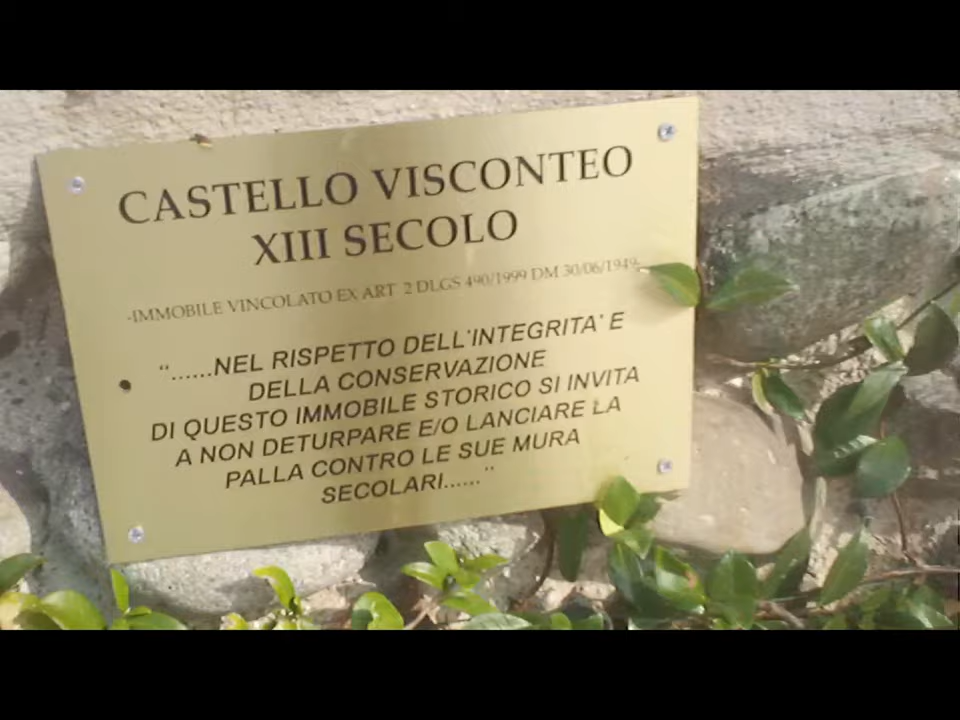 CASTELLO VISCONTEO
XIII SECOLO
-IMMOBILE VINCOLATO EX ART 2 DLGS 490/1999 DM 30/06/1949-
“......NEL RISPETTO DELL'INTEGRITA' E
DELLA CONSERVAZIONE
DI QUESTO IMMOBILE STORICO SI INVITA
A NON DETURPARE E/O LANCIARE LA
PALLA CONTRO LE SUE MURA
SECOLARI......”